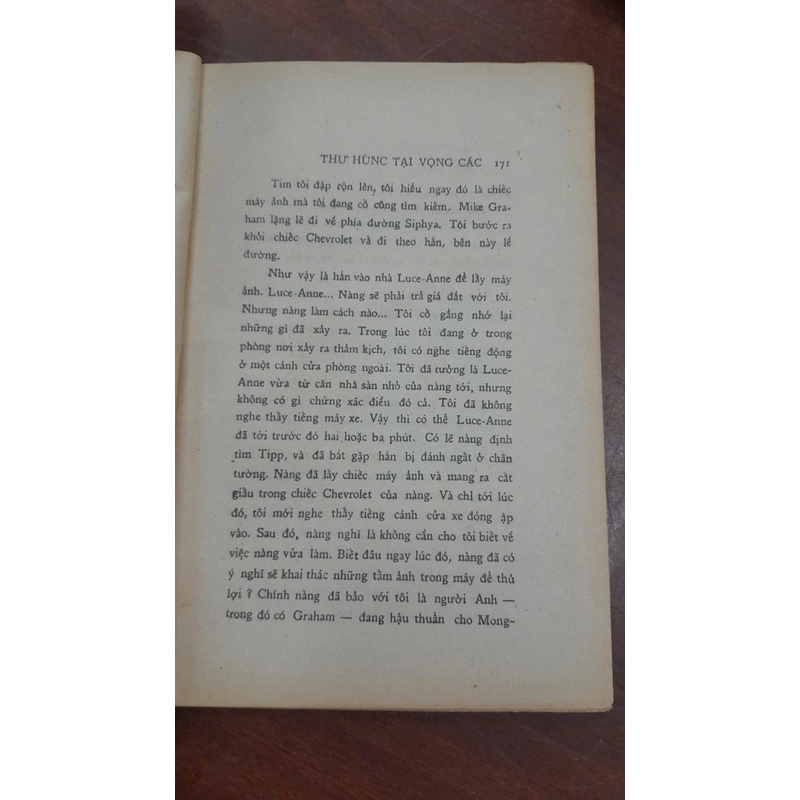 THƯ HÙNG TẠI VỌNG CÁC 171
Tim tôi đập rộn lên, tôi hiểu ngay đó là chiếc
máy ảnh mà tôi đang cố công tìm kiếm. Mike Gra-
ham lặng lẽ đi về phía đường Siphya. Tôi bước ra
khỏi chiếc Chevrolet và đi theo hắn, bên này lề
đường.
Như vậy là hắn vào nhà Luce-Anne để lấy máy
ảnh. Luce-Anne... Nàng sẽ phải trả giá đắt với tôi.
Nhưng nàng làm cách nào... Tôi cố gắng nhớ lại
những gì đã xảy ra. Trong lúc tôi đang ở trong
phòng nơi xảy ra thảm kịch, tôi có nghe tiếng động
ở một cánh cửa phòng ngoài. Tôi đã tưởng là Luce-
Anne vừa từ căn nhà sàn nhỏ của nàng tới, nhưng
không có gì chứng xác điều đó cả. Tôi đã không
nghe thấy tiếng máy xe. Vậy thì có thể Luce-Anne
đã tới trước đó hai hoặc ba phút. Có lẽ nàng định
tìm Tipp, và đã bắt gặp hắn bị đánh ngất ở chân
tường. Nàng đã lấy chiếc máy ảnh và mang ra cất
giấu trong chiếc Chevrolet của nàng. Và chỉ tới lúc
đó, tôi mới nghe thấy tiếng cánh cửa xe đóng ập
vào. Sau đó, nàng nghĩ là không cần cho tôi biết về
việc nàng vừa làm. Biết đâu ngay lúc đó, nàng đã có
ý nghĩ sẽ khai thác những tấm ảnh trong máy để thủ
lợi ? Chính nàng đã bảo với tôi là người Anh —
trong đó có Graham — đang hậu thuẫn cho Mong-